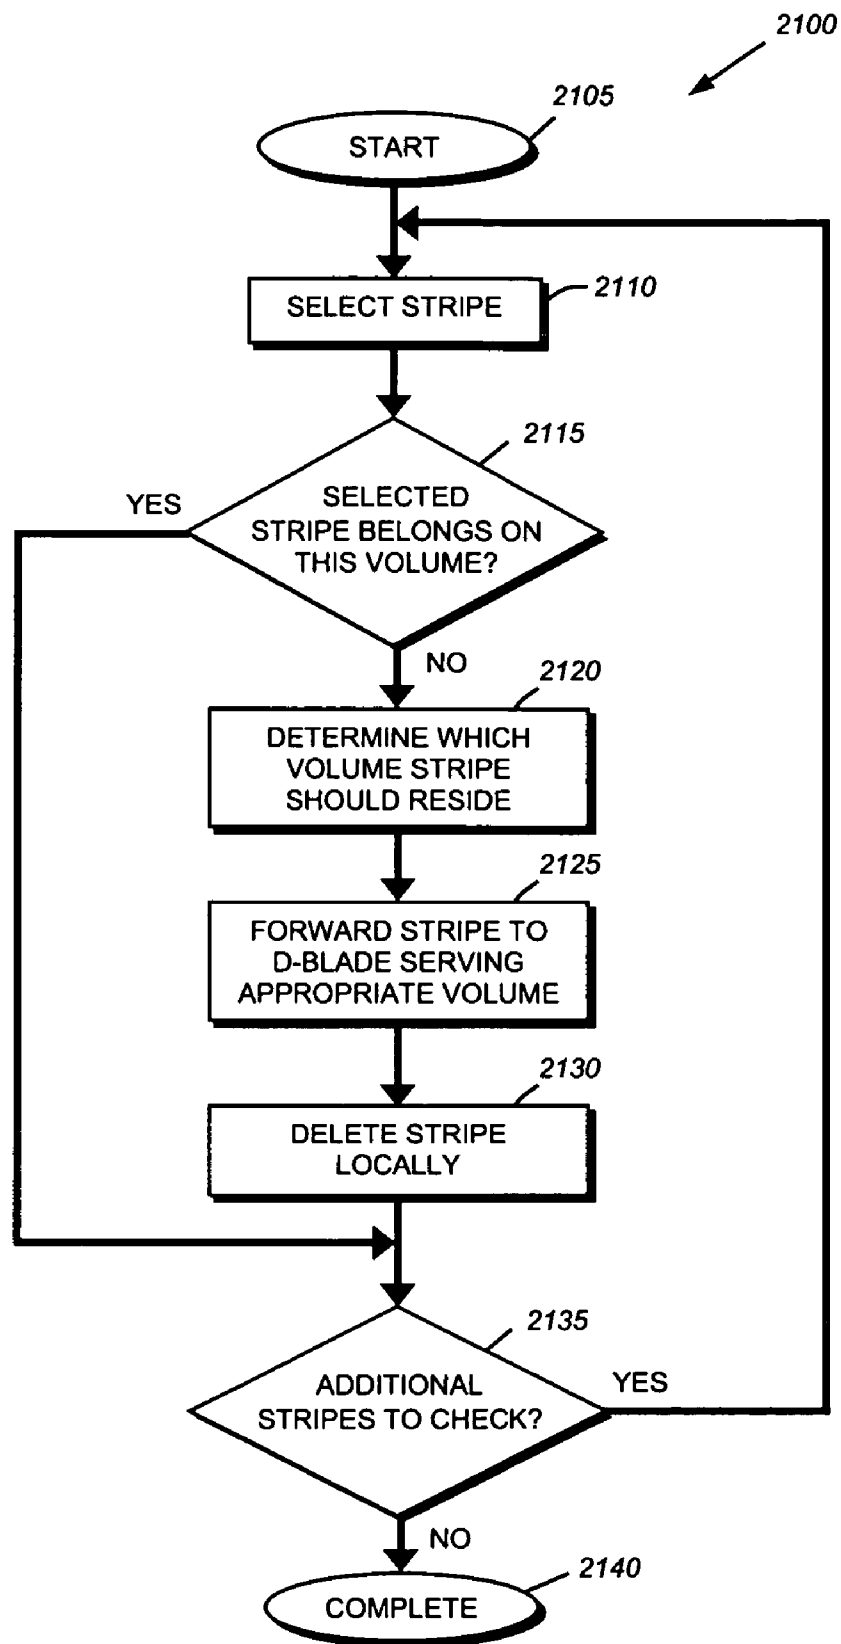 2100
2105
START
SELECT STRIPE
2110
2115
YES
SELECTED
STRIPE BELONGS ON
THIS VOLUME?
NO
2120
DETERMINE WHICH
VOLUME STRIPE
SHOULD RESIDE
2125
FORWARD STRIPE TO
D-BLADE SERVING
APPROPRIATE VOLUME
2130
DELETE STRIPE
LOCALLY
2135
ADDITIONAL
STRIPES TO CHECK?
YES
NO
2140
COMPLETE